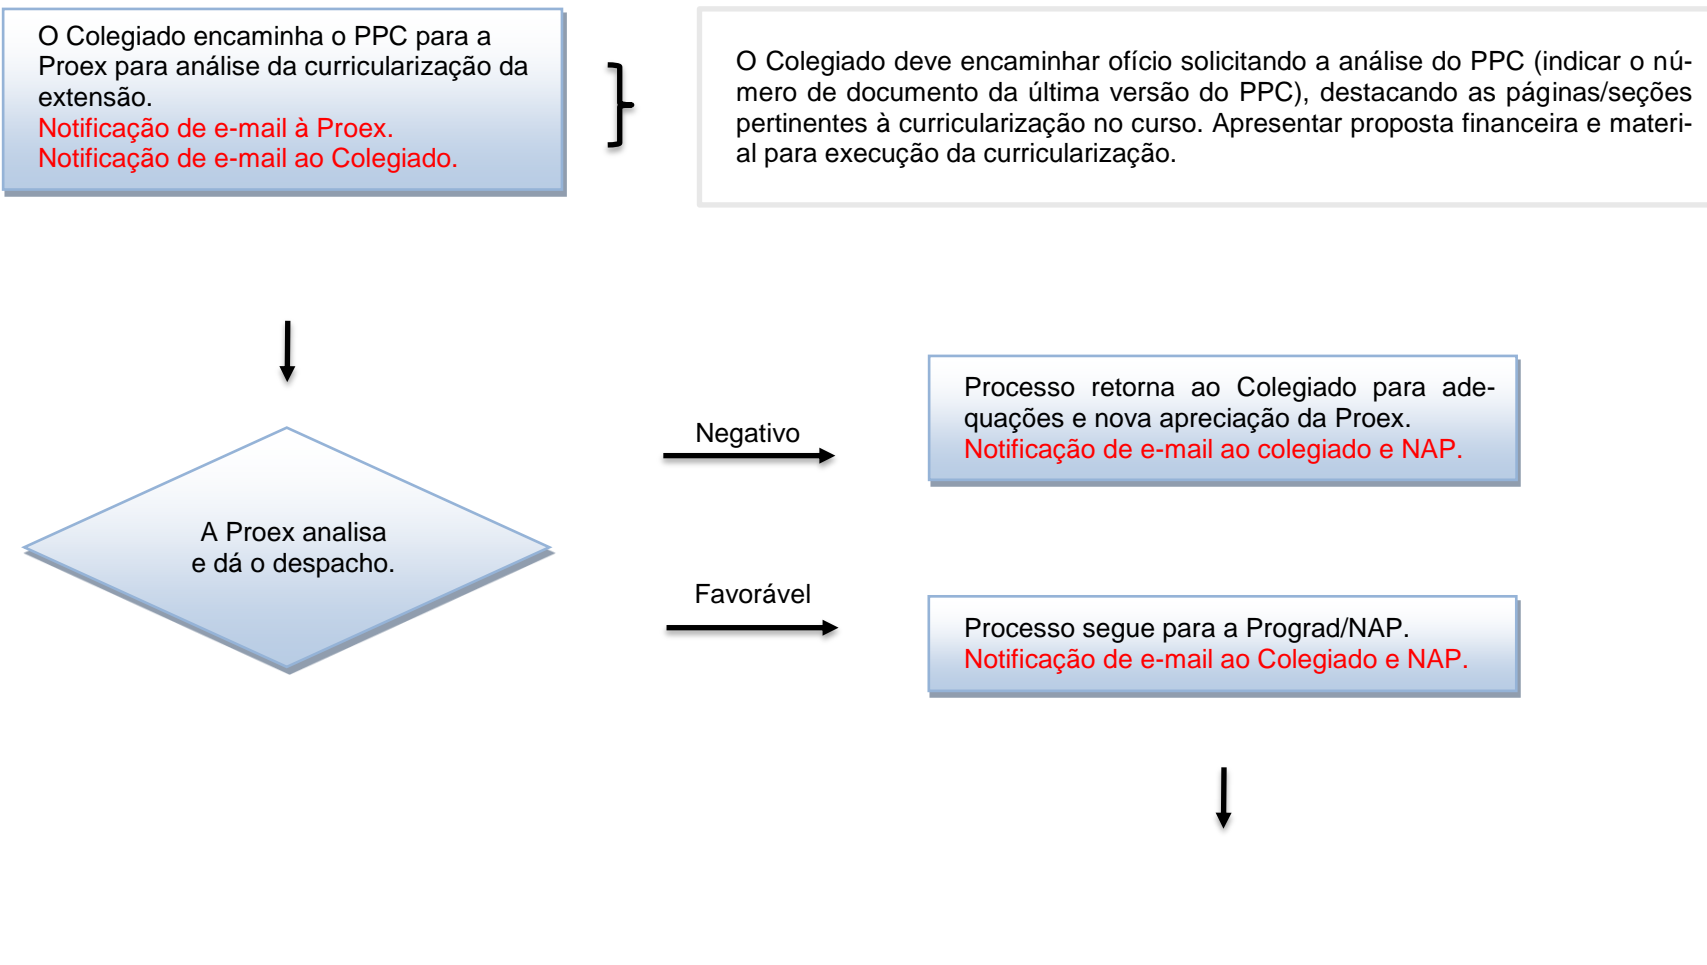 O Colegiado encaminha o PPC para a
Proex para análise da curricularização da
extensão.
Notificação de e-mail à Proex.
Notificação de e-mail ao Colegiado.
O Colegiado deve encaminhar ofício solicitando a análise do PPC (indicar o nú-
mero de documento da última versão do PPC), destacando as páginas/seções
pertinentes à curricularização no curso. Apresentar proposta financeira e materi-
al para execução da curricularização.
A Proex analisa
e dá o despacho.
Negativo
Processo retorna ao Colegiado para ade-
quações e nova apreciação da Proex.
Notificação de e-mail ao colegiado e NAP.
Favorável
Processo segue para a Prograd/NAP.
Notificação de e-mail ao Colegiado e NAP.